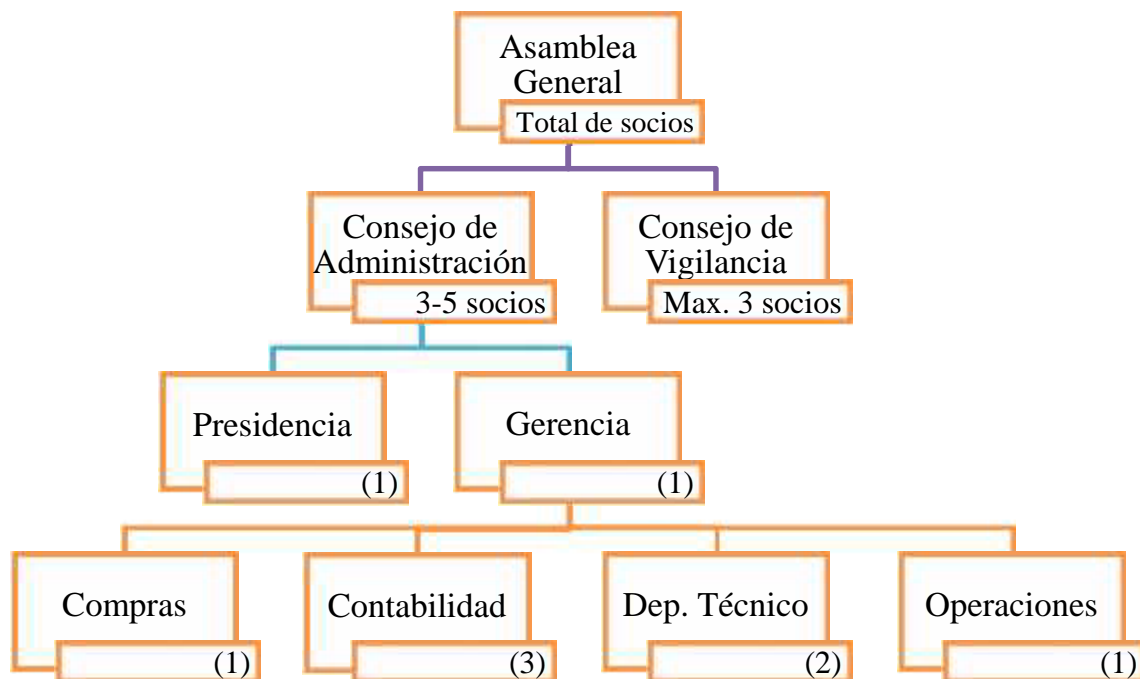 Asamblea
General
Total de socios
Consejo de
Administración
3-5 socios
Consejo de
Vigilancia
Max. 3 socios
Presidencia
(1)
Gerencia
(1)
Compras
(1)
Contabilidad
(3)
Dep. Técnico
(2)
Operaciones
(1)